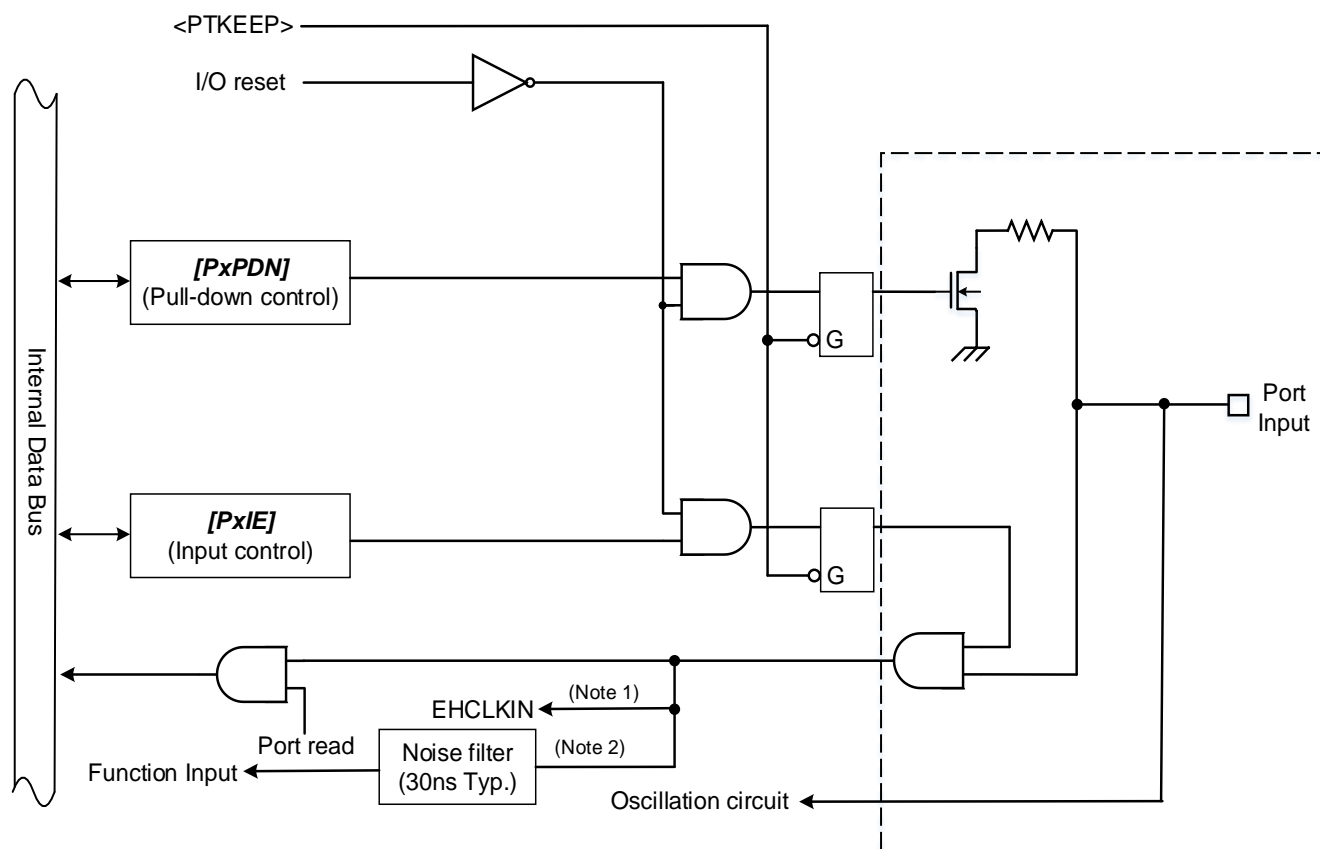 <PTKEEP>
I/O reset
[PxPDN]
(Pull-down control)
G
Port
Input
Internal Data Bus
[PxIE]
(Input control)
G
(Note 1)
EHCLKIN
Port read
Noise filter
(30ns Typ.)
(Note 2)
Function Input
Oscillation circuit